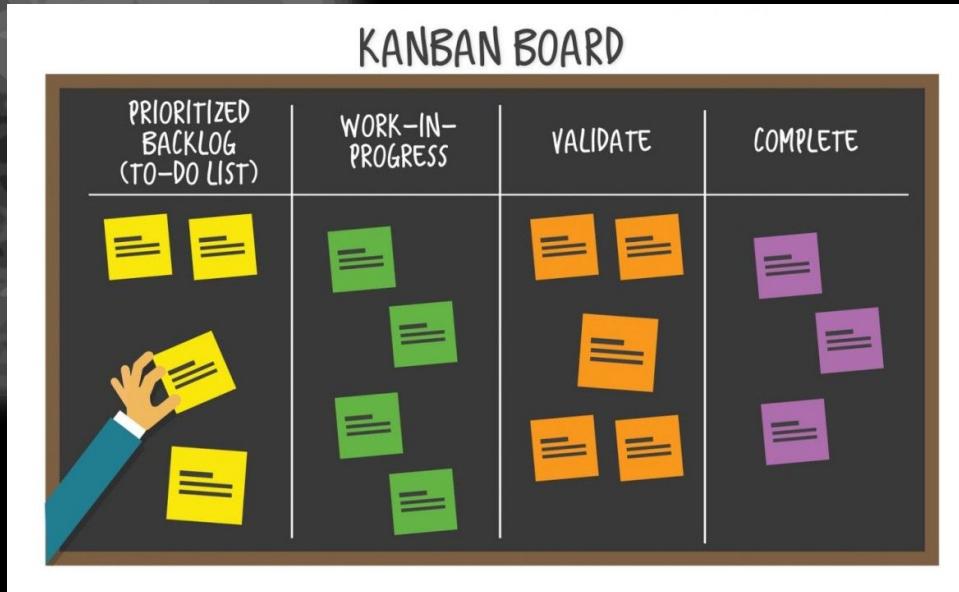 KANBAN BOARD
PRIORITIZED
BACKLOG
(TO-DO LIST)
WORK-IN-
PROGRESS
VALIDATE
COMPLETE